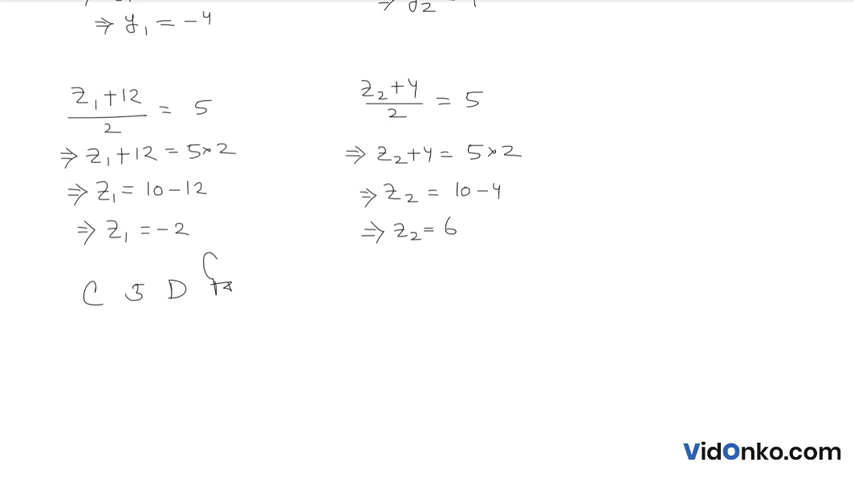 ⇒ y₁ = -4
(z₁ + 12)/2 = 5
⇒ z₁ + 12 = 5×2
⇒ z₁ = 10 - 12
⇒ z₁ = -2
(z₂ + 4)/2 = 5
⇒ z₂ + 4 = 5×2
⇒ z₂ = 10 - 4
⇒ z₂ = 6
C ও D
VidOnko.com